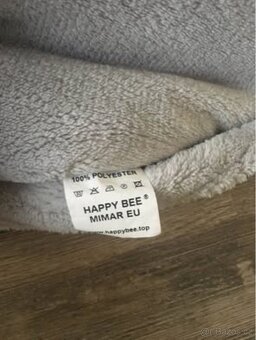 100% POLYESTER
HAPPY BEE®
MIMAR EU
www.happybee.top